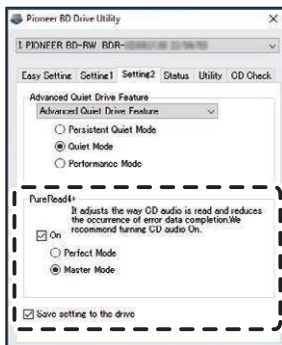 Pioneer BD Drive Utility
1 PIONEER BD-RW BDR-
Easy Setting Setting1 Setting2 Status Utility CD Check
Advanced Quiet Drive Feature
Advanced Quiet Drive Feature
Persistent Quiet Mode
Quiet Mode
Performance Mode
PureRead4+
It adjusts the way CD audio is read and reduces
the occurrence of error data completion.We
recommend turning CD audio On.
On
Perfect Mode
Master Mode
Save setting to the drive